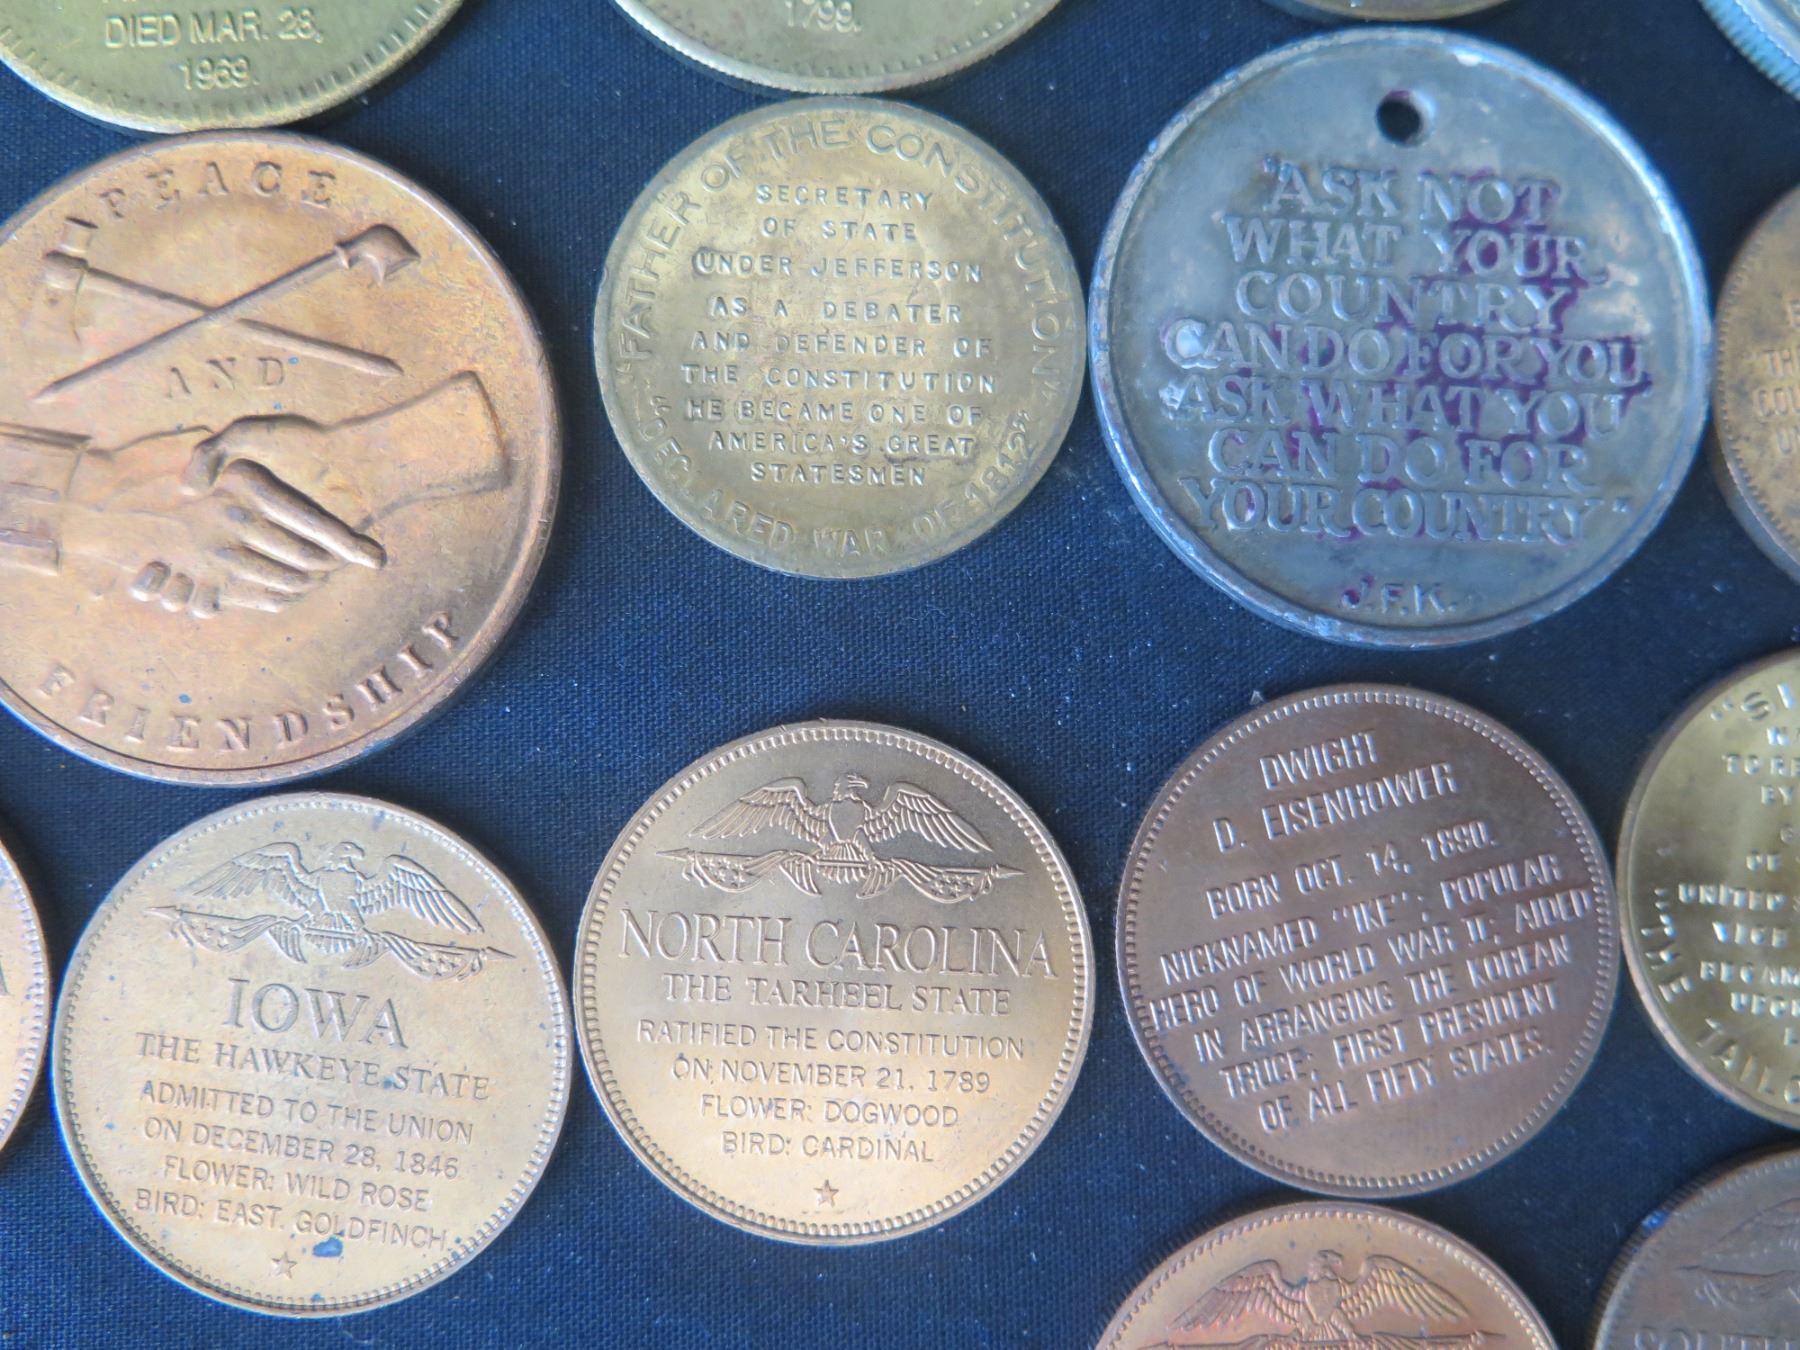 DIED MAR. 28,
1969.
1799.
PEACE
AND
FRIENDSHIP
"FATHER OF THE CONSTITUTION"
SECRETARY
OF STATE
UNDER JEFFERSON
AS A DEBATER
AND DEFENDER OF
THE CONSTITUTION
HE BECAME ONE OF
AMERICA'S GREAT
STATESMEN
"DECLARED WAR OF 1812"
"ASK NOT
WHAT YOUR
COUNTRY
CAN DO FOR YOU
ASK WHAT YOU
CAN DO FOR
YOUR COUNTRY"
J.F.K.
IOWA
THE HAWKEYE STATE
ADMITTED TO THE UNION
ON DECEMBER 28, 1846
FLOWER: WILD ROSE
BIRD: EAST. GOLDFINCH
NORTH CAROLINA
THE TARHEEL STATE
RATIFIED THE CONSTITUTION
ON NOVEMBER 21, 1789
FLOWER: DOGWOOD
BIRD: CARDINAL
DWIGHT
D. EISENHOWER
BORN OCT. 14, 1890.
NICKNAMED "IKE"; POPULAR
HERO OF WORLD WAR II; AIDED
IN ARRANGING THE KOREAN
TRUCE; FIRST PRESIDENT
OF ALL FIFTY STATES.
OF
UNITED
VICE
"THE